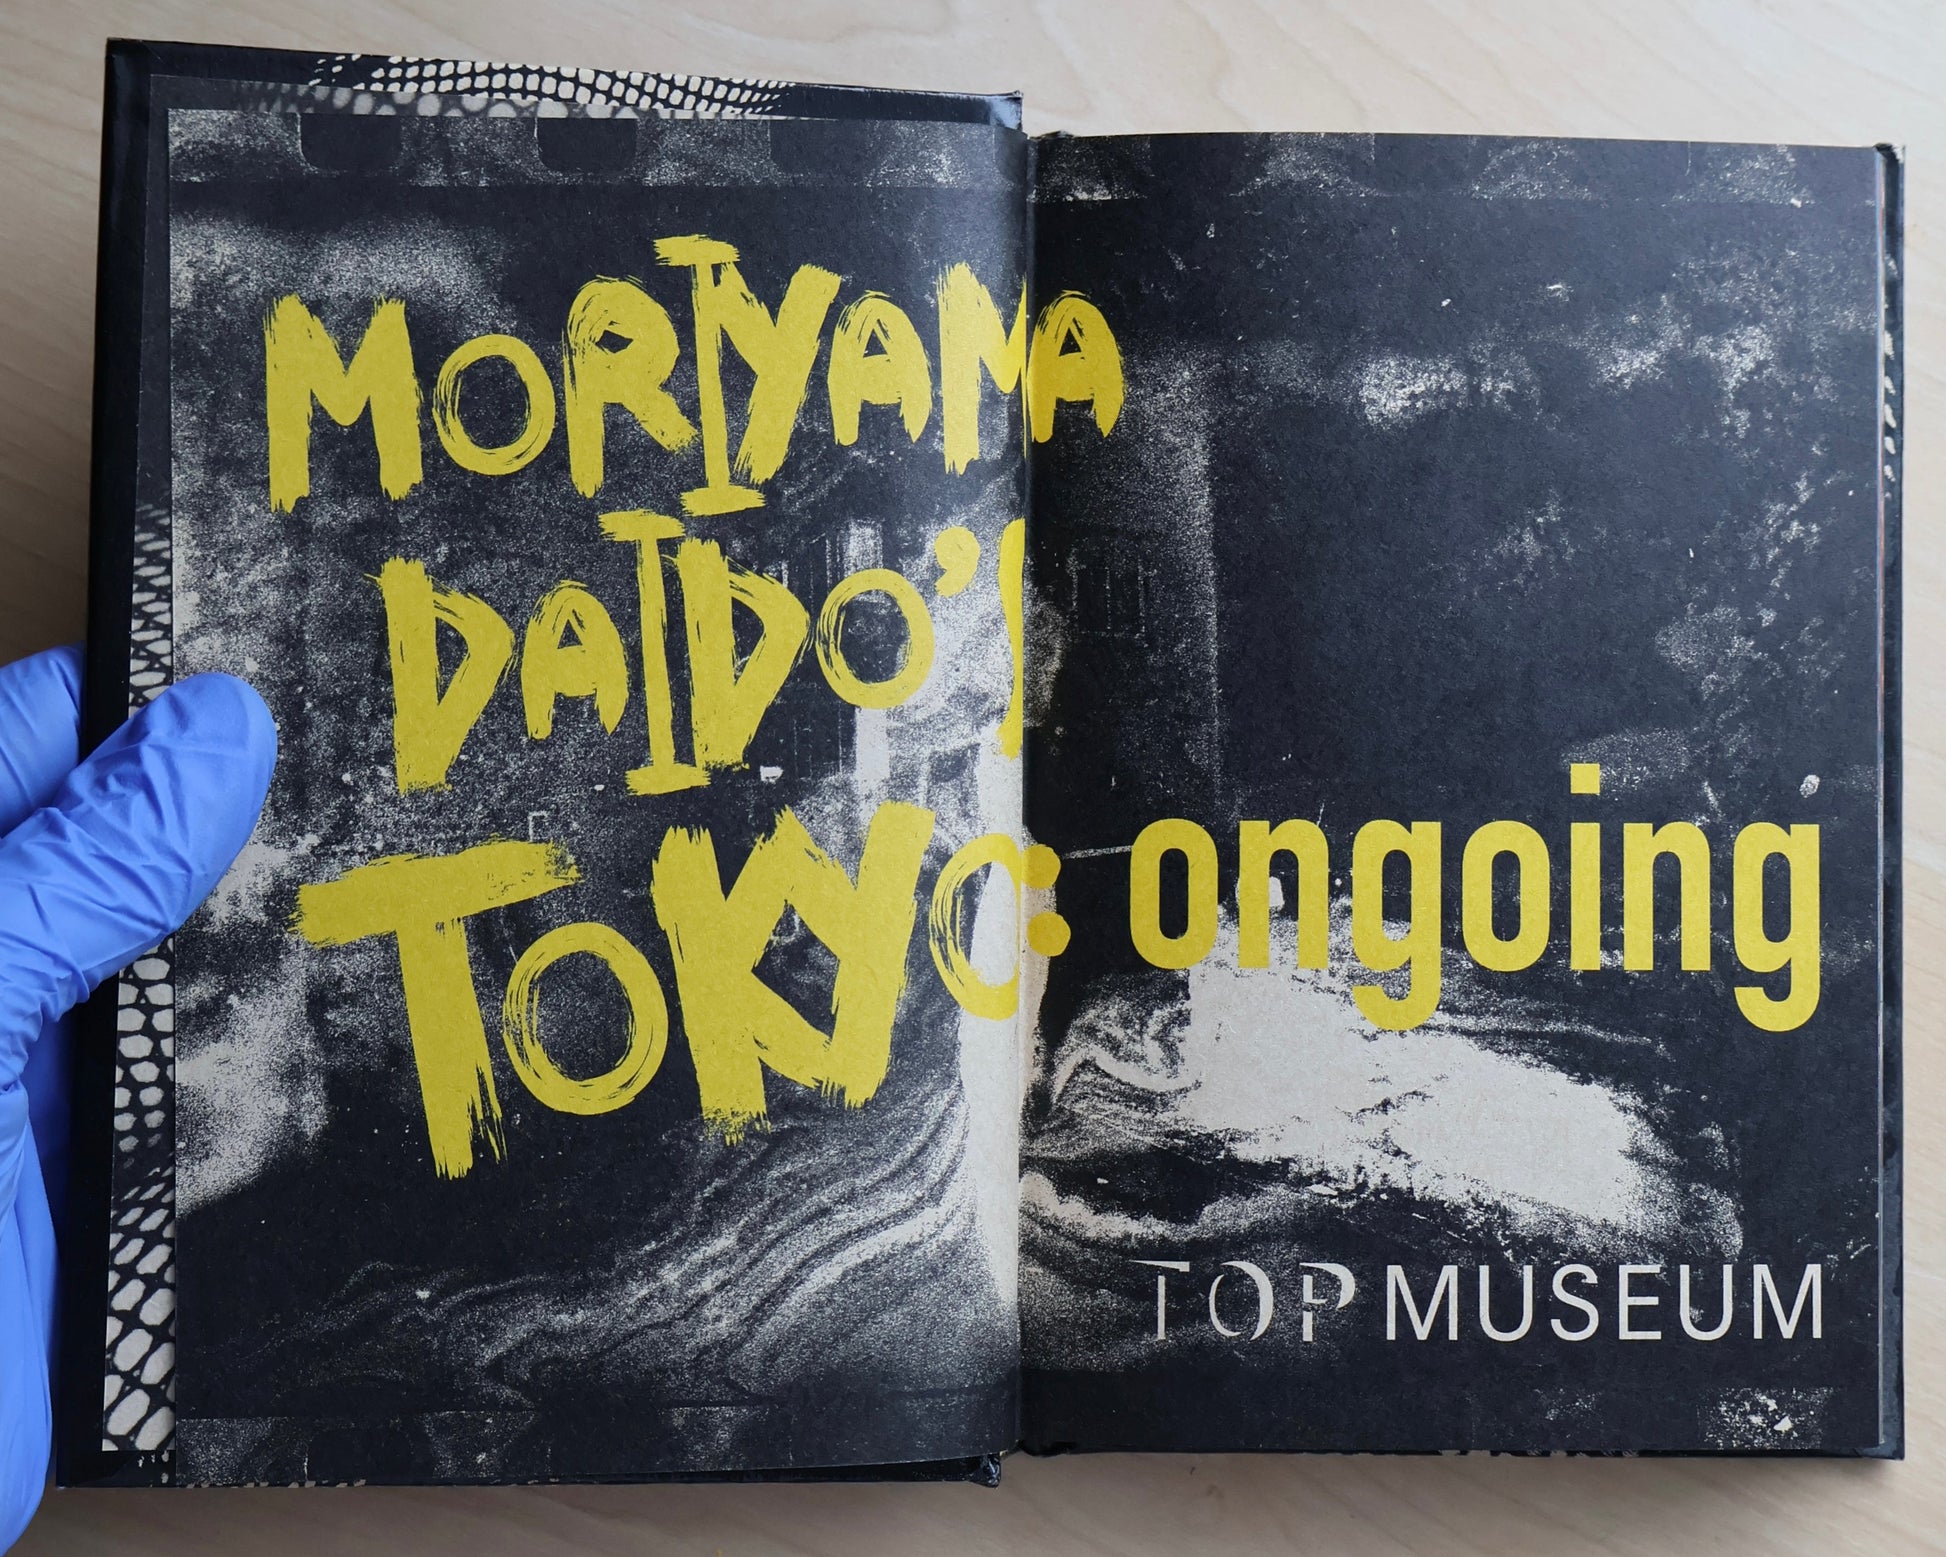 MORIYAMA
DAIDO'S
TOKYO: ongoing
TOP MUSEUM